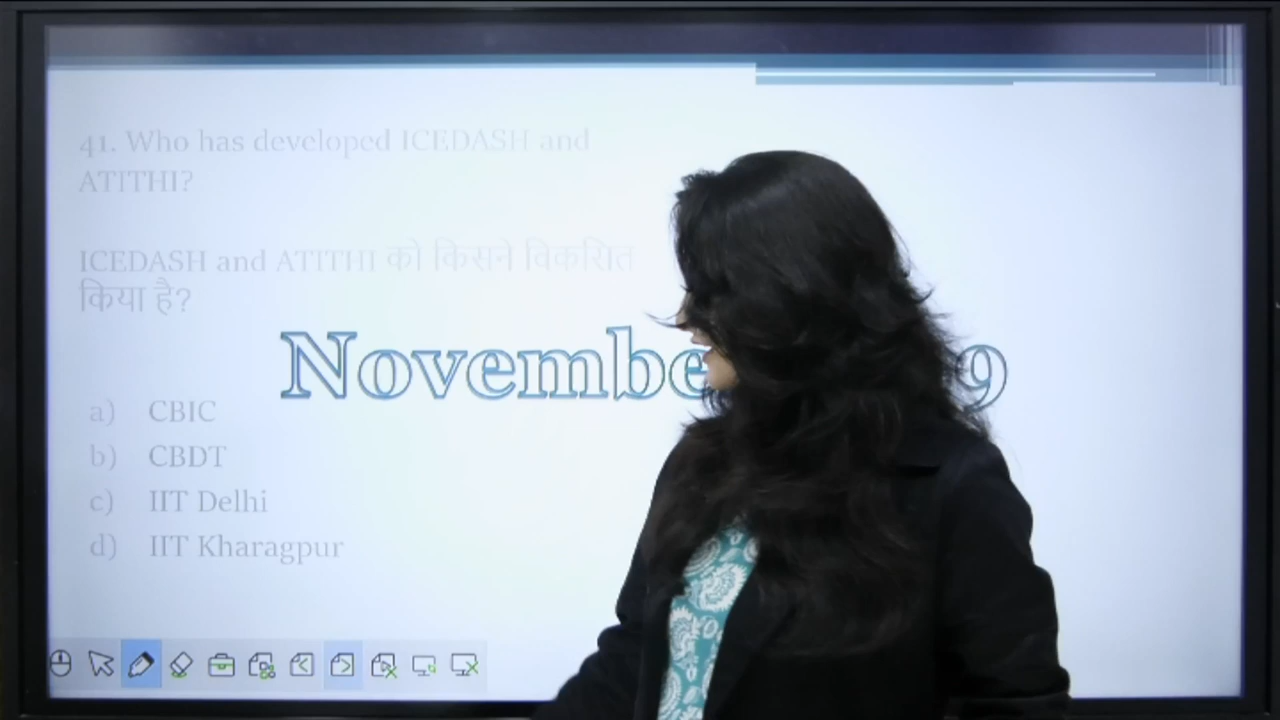 41. Who has developed ICEDASH and
ATITHI?
ICEDASH and ATITHI को किसने विकसित
किया है?
Novembe 9
a) CBIC
b) CBDT
c) IIT Delhi
d) IIT Kharagpur